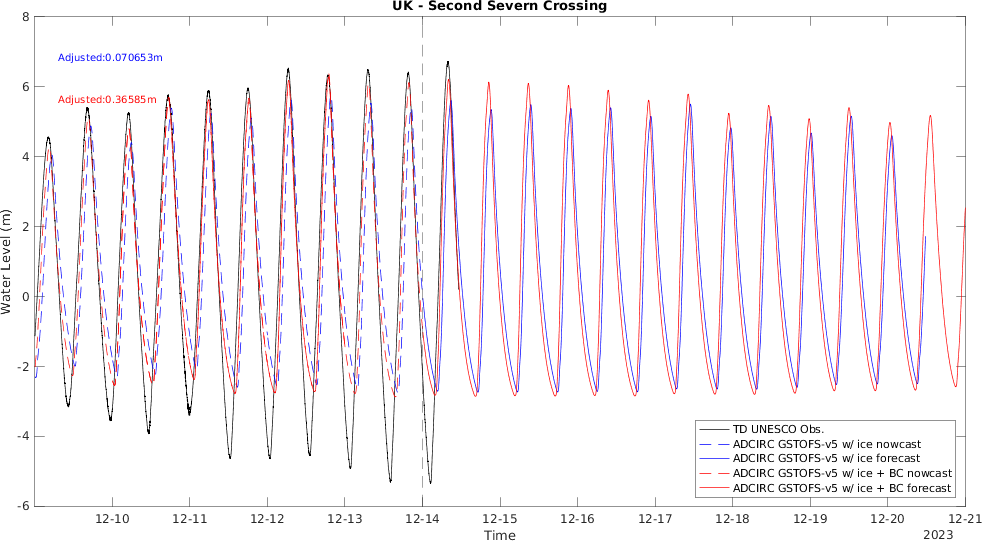 UK - Second Severn Crossing
8
6
4
2
0
-2
-4
-6
Water Level (m)
Adjusted:0.070653m
Adjusted:0.36585m
TD UNESCO Obs.
ADCIRC GSTOFS-v5 w/ ice nowcast
ADCIRC GSTOFS-v5 w/ ice forecast
ADCIRC GSTOFS-v5 w/ ice + BC nowcast
ADCIRC GSTOFS-v5 w/ ice + BC forecast
12-10 12-11 12-12 12-13 12-14 12-15 12-16 12-17 12-18 12-19 12-20 12-21
Time
2023